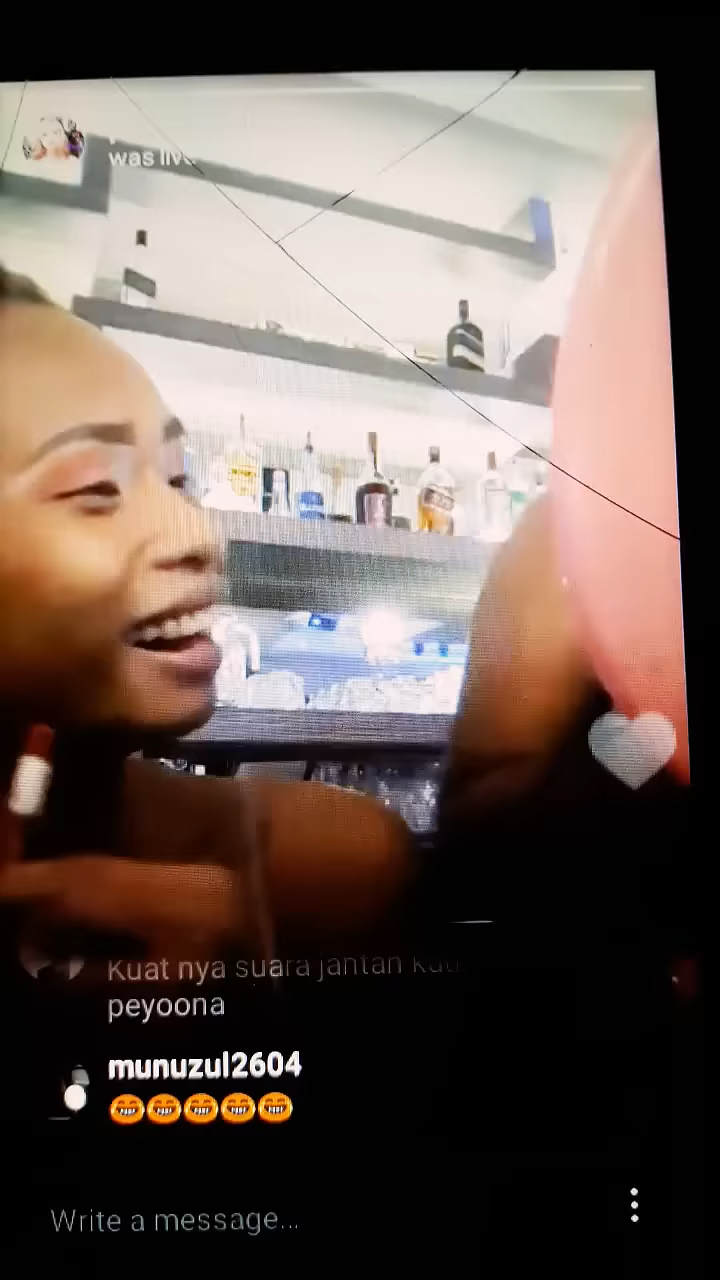 was live
Kuat nya suara jantan
peyoona
munuzul2604
😂😂😂😂😂
Write a message...